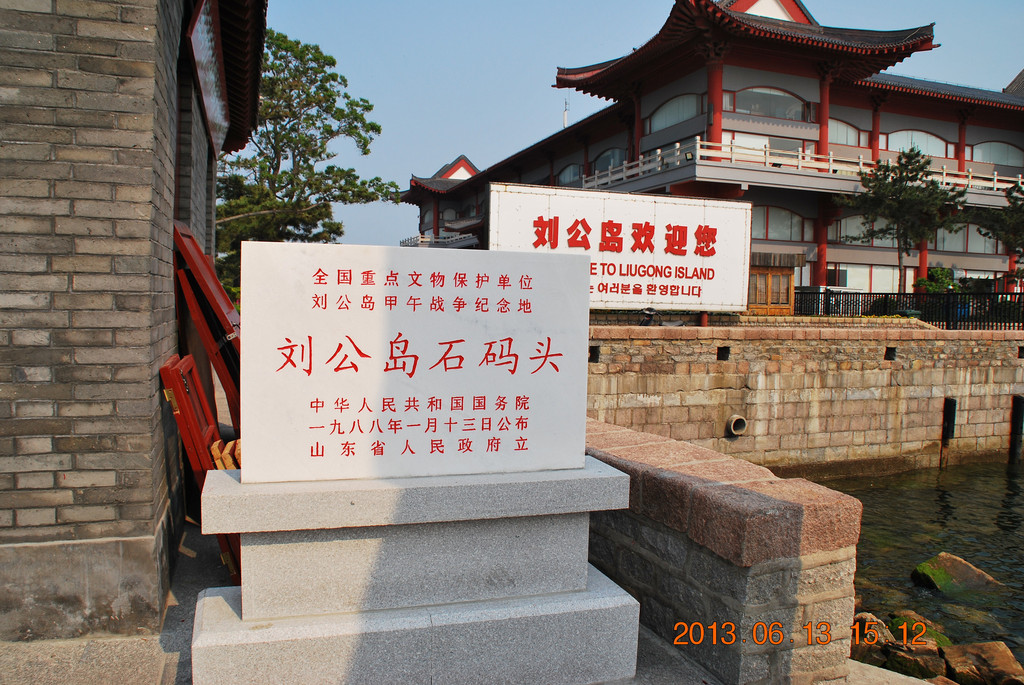 全国重点文物保护单位
刘公岛甲午战争纪念地
刘公岛石码头
中华人民共和国国务院
一九八八年一月十三日公布
山东省人民政府立
刘公岛欢迎您
E TO LIUGONG ISLAND
는 여러분을 환영합니다
2013.06.13 15.12